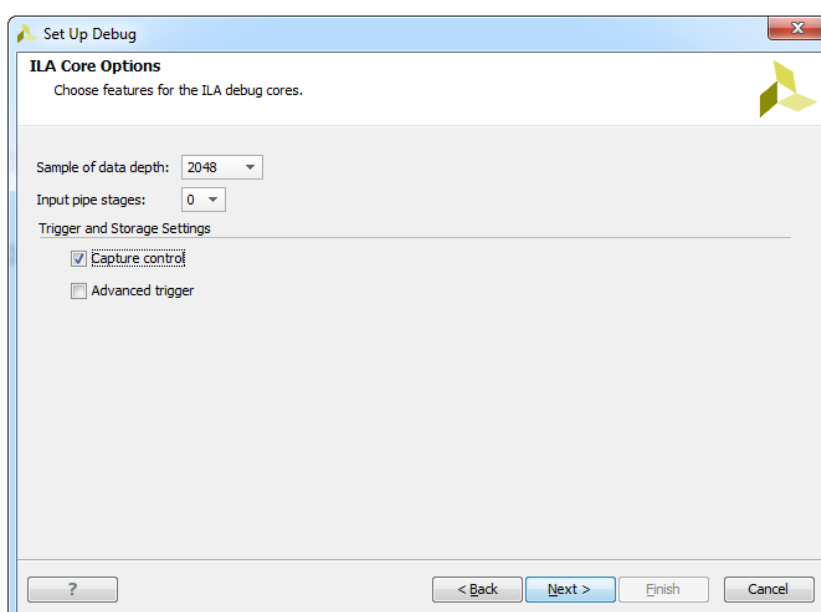 Set Up Debug
ILA Core Options
Choose features for the ILA debug cores.
Sample of data depth: 2048
Input pipe stages: 0
Trigger and Storage Settings
Capture control
Advanced trigger
? < Back Next > Finish Cancel